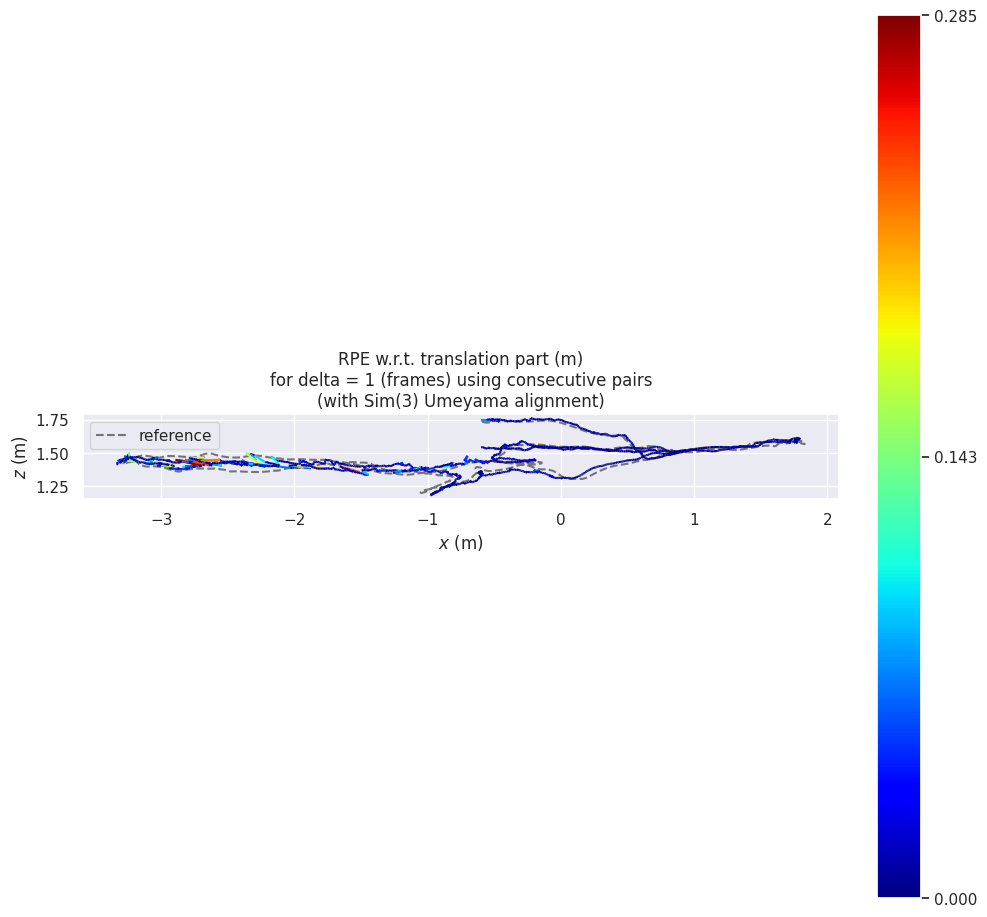 RPE w.r.t. translation part (m)
for delta = 1 (frames) using consecutive pairs
(with Sim(3) Umeyama alignment)
reference
1.75
1.50
1.25
z (m)
−3
−2
−1
0
1
2
x (m)
0.285
0.143
0.000